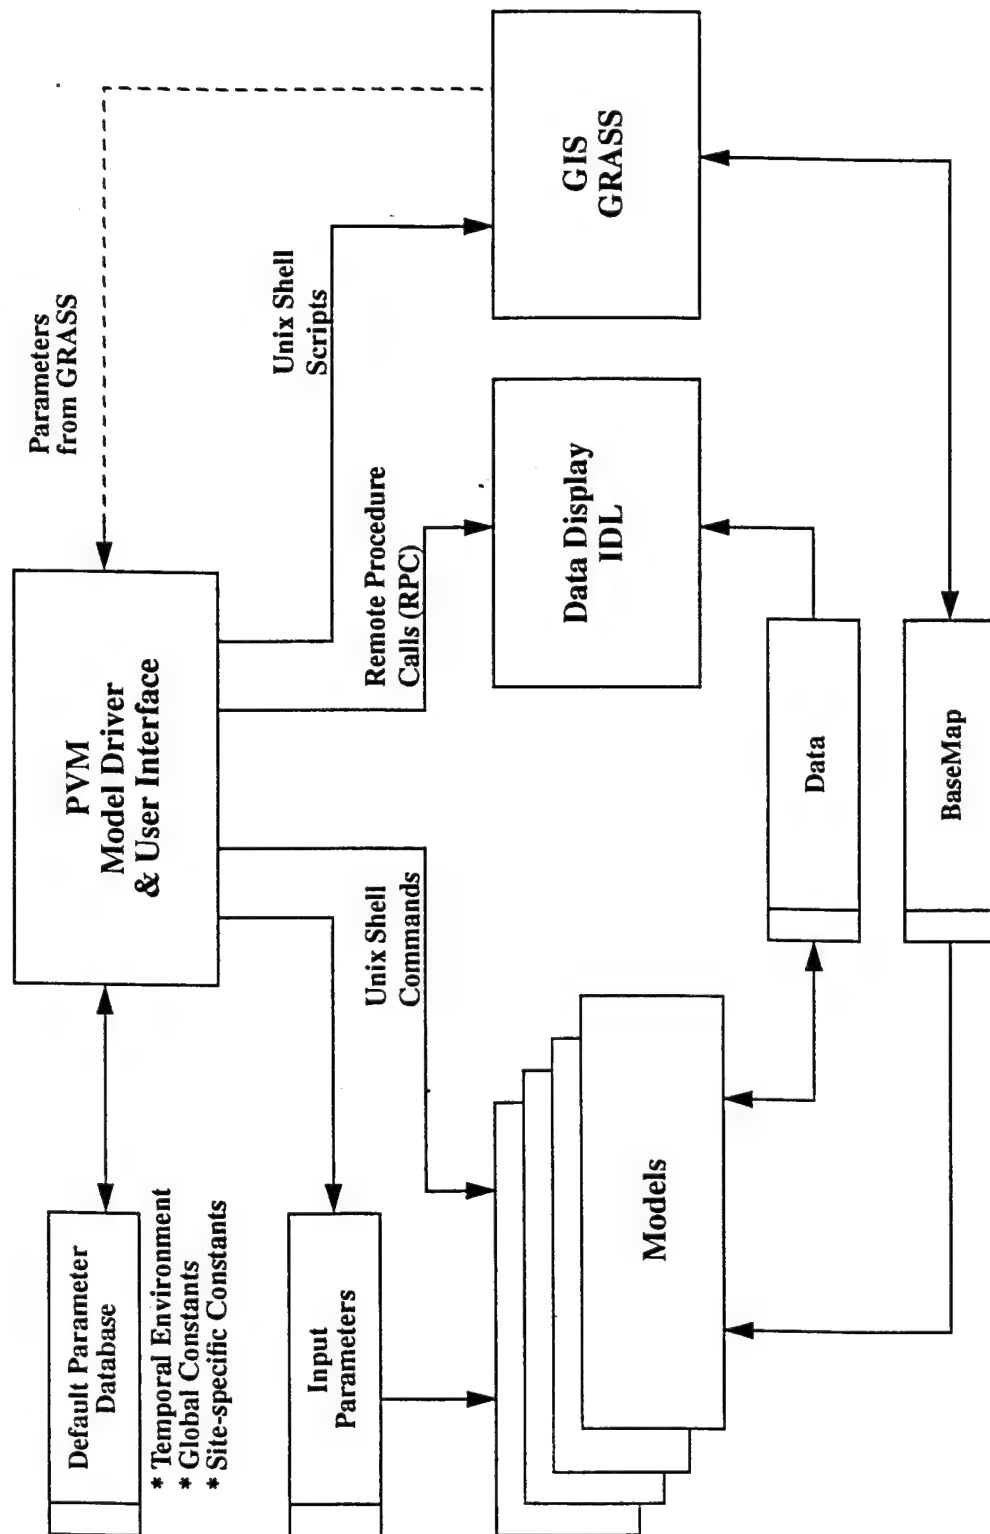 Default Parameter
Database
* Temporal Environment
* Global Constants
* Site-specific Constants
PVM
Model Driver
& User Interface
Parameters
from GRASS
Input
Parameters
Unix Shell
Commands
Remote Procedure
Calls (RPC)
Unix Shell
Scripts
Models
Data Display
IDL
GIS
GRASS
Data
BaseMap